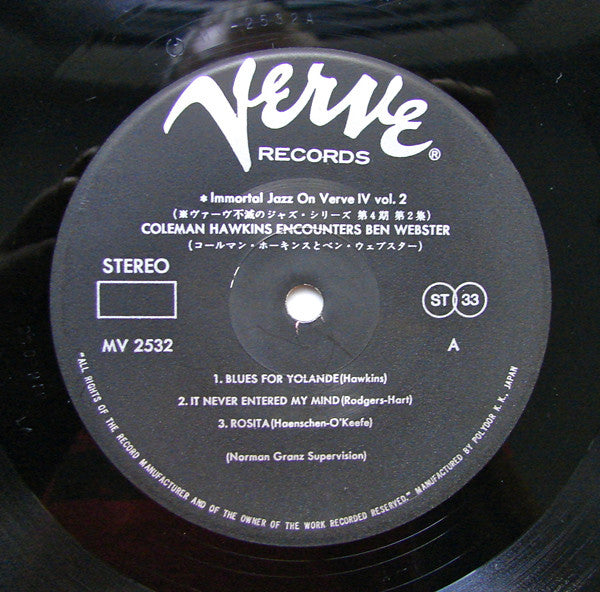 MV-2532A
Verve
RECORDS ®
* Immortal Jazz On Verve IV vol. 2
(※ヴァーヴ不滅のジャズ・シリーズ 第4期 第2集)
COLEMAN HAWKINS ENCOUNTERS BEN WEBSTER
(コールマン・ホーキンスとベン・ウェブスター)
STEREO
ST 33
MV 2532
A
1. BLUES FOR YOLANDE(Hawkins)
2. IT NEVER ENTERED MY MIND(Rodgers-Hart)
3. ROSITA(Haenschen-O'Keefe)
(Norman Granz Supervision)
"ALL RIGHTS OF THE RECORD MANUFACTURER AND OF THE OWNER OF THE WORK RECORDED RESERVED." MANUFACTURED BY POLYDOR K. K., JAPAN